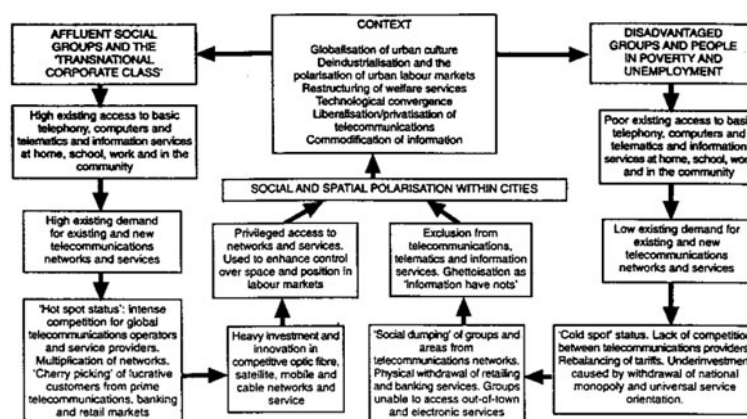 AFFLUENT SOCIAL
GROUPS AND THE
'TRANSNATIONAL
CORPORATE CLASS'
CONTEXT
Globalisation of urban culture
Deindustrialisation and the
polarisation of urban labour markets
Restructuring of welfare services
Technological convergence
Liberalisation/privatisation of
telecommunications
Commodification of information
DISADVANTAGED
GROUPS AND PEOPLE
IN POVERTY AND
UNEMPLOYMENT
High existing access to basic
telephony, computers and
telematics and information services
at home, school, work and in the
community
Poor existing access to basic
telephony, computers and
telematics and information
services at home, school, work
and in the community
SOCIAL AND SPATIAL POLARISATION WITHIN CITIES
High existing demand
for existing and new
telecommunications
networks and services
Privileged access to
networks and services.
Used to enhance control
over space and position in
labour markets
Exclusion from
telecommunications,
telematics and information
services. Ghettoisation as
'information have nots'
Low existing demand for
existing and new
telecommunications
networks and services
'Hot spot status': intense
competition for global
telecommunications operators
and service providers.
Multiplication of networks.
'Cherry picking' of lucrative
customers from prime
telecommunications, banking
and retail markets
Heavy investment and
innovation in
competitive optic fibre,
satellite, mobile and
cable networks and
service
'Social dumping' of groups and
areas from
telecommunications networks.
Physical withdrawal of retailing
and banking services. Groups
unable to access out-of-town
and electronic services
'Cold spot' status. Lack of competition
between telecommunications providers.
Rebalancing of tariffs. Underinvestment
caused by withdrawal of national
monopoly and universal service
orientation.